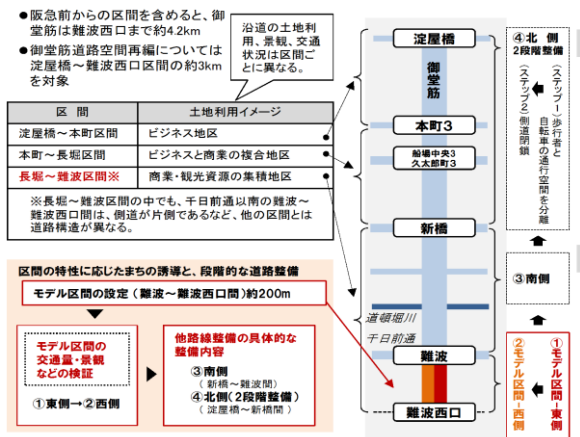 ●阪急前からの区間を含めると、御
堂筋は難波西口まで約4.2km
●御堂筋道路空間再編については
淀屋橋～難波西口区間の約3km
を対象
沿道の土地利
用、景観、交通
状況は区間ご
とに異なる。
区　間
土地利用イメージ
淀屋橋～本町区間
ビジネス地区
本町～長堀区間
ビジネスと商業の複合地区
長堀～難波区間※
商業・観光資源の集積地区
※長堀～難波区間の中でも、千日前通以南の難波～
難波西口間は、側道が片側であるなど、他の区間とは
道路構造が異なる。
区間の特性に応じたまちの誘導と、段階的な道路整備
モデル区間の設定（難波～難波西口間）約200m
モデル区間の
交通量・景観
などの検証
①東側→②西側
他路線整備の具体的な
整備内容
③南側
（新橋～難波間）
④北側（2段階整備）
（淀屋橋～新橋間）
淀屋橋
御堂筋
本町3
船場中央3
久太郎町3
新橋
道頓堀川
千日前通
難波
難波西口
④北　側
2段階整備
（ステップ1）歩行者と
自転車の通行空間を分離
（ステップ2）側道閉鎖
③南側
①モデル区間－東側
②モデル区間－西側